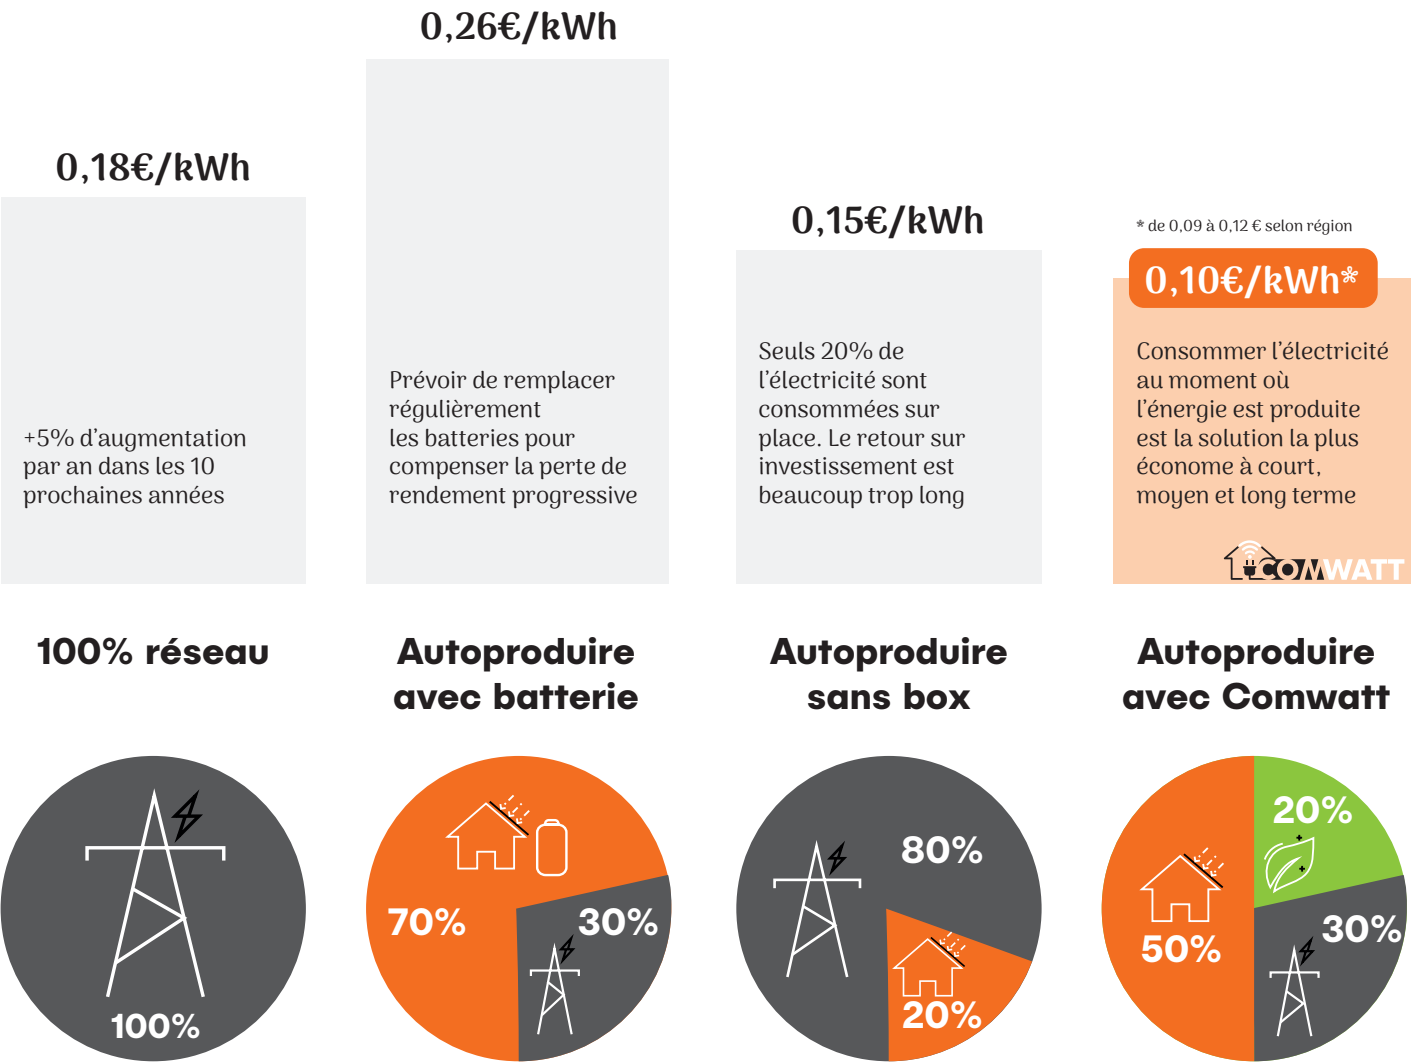 0,18€/kWh
+5% d’augmentation
par an dans les 10
prochaines années
100% réseau
100%
0,26€/kWh
Prévoir de remplacer
régulièrement
les batteries pour
compenser la perte de
rendement progressive
Autoproduire
avec batterie
70%
30%
0,15€/kWh
Seuls 20% de
l’électricité sont
consommées sur
place. Le retour sur
investissement est
beaucoup trop long
Autoproduire
sans box
80%
20%
* de 0,09 à 0,12 € selon région
0,10€/kWh*
Consommer l’électricité
au moment où
l’énergie est produite
est la solution la plus
économe à court,
moyen et long terme
COMWATT
Autoproduire
avec Comwatt
20%
50%
30%